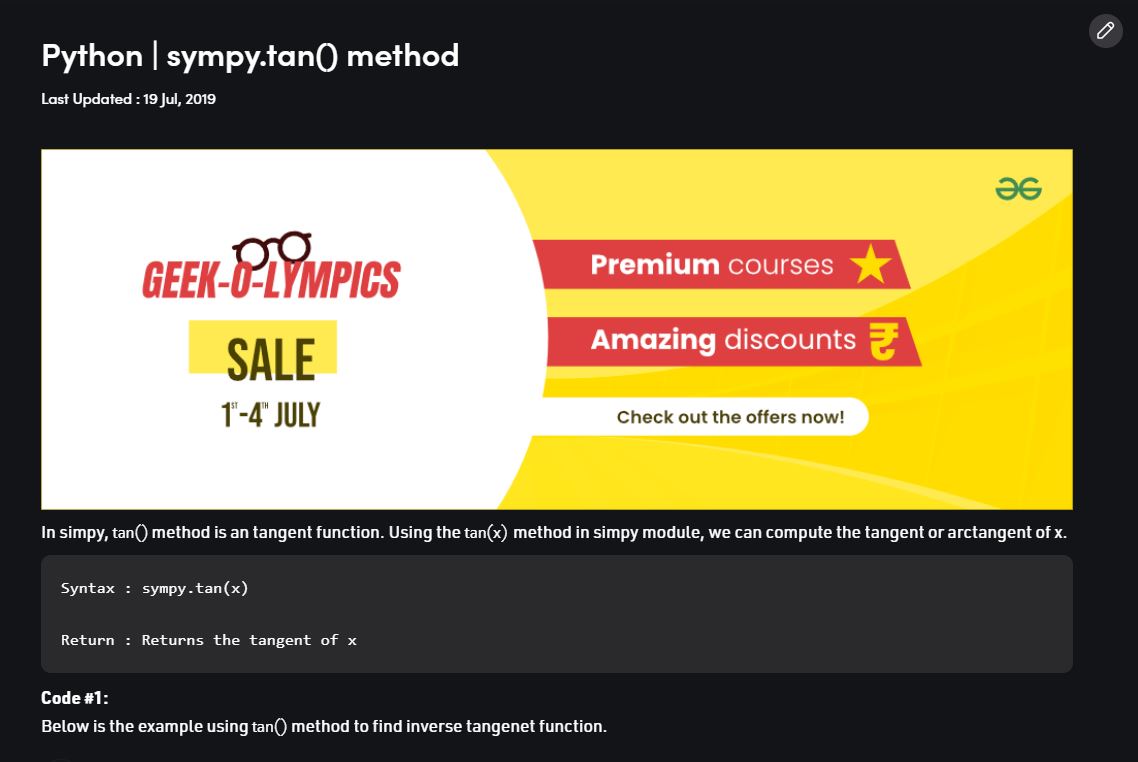 Python | sympy.tan() method
Last Updated : 19 Jul, 2019
GEEK-O-LYMPICS
SALE
1ST-4TH JULY
Premium courses
Amazing discounts
Check out the offers now!
In simpy, tan() method is an tangent function. Using the tan(x) method in simpy module, we can compute the tangent or arctangent of x.
Syntax : sympy.tan(x)
Return : Returns the tangent of x
Code #1:
Below is the example using tan() method to find inverse tangenet function.